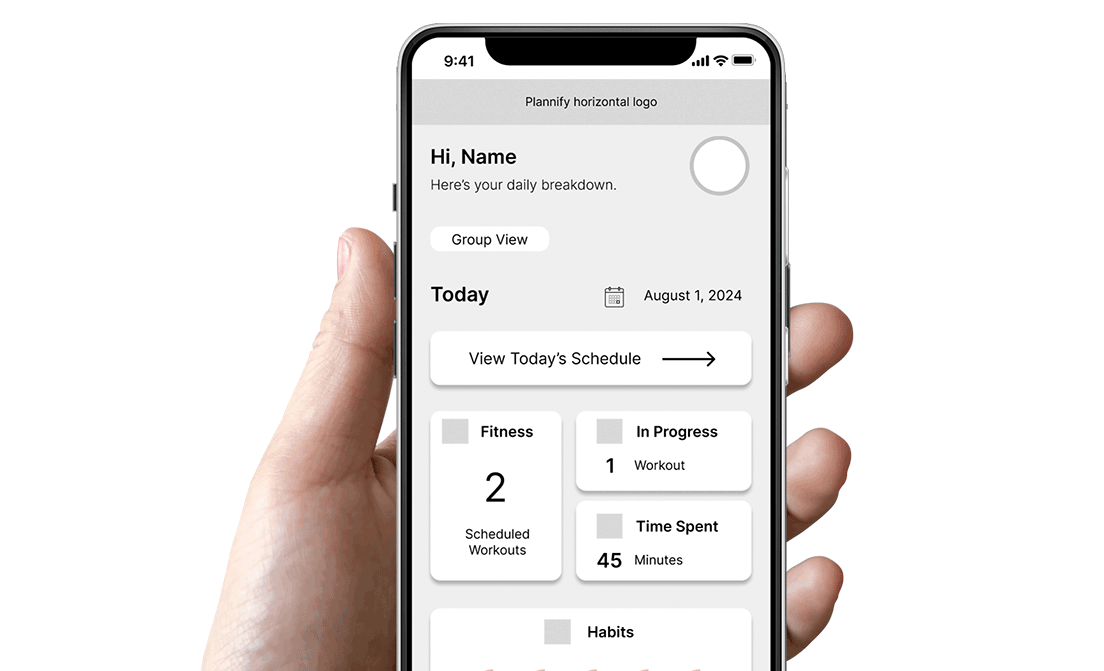 9:41
Plannify horizontal logo
Hi, Name
Here’s your daily breakdown.
Group View
Today
August 1, 2024
View Today’s Schedule
Fitness
2
Scheduled
Workouts
In Progress
1 Workout
Time Spent
45 Minutes
Habits